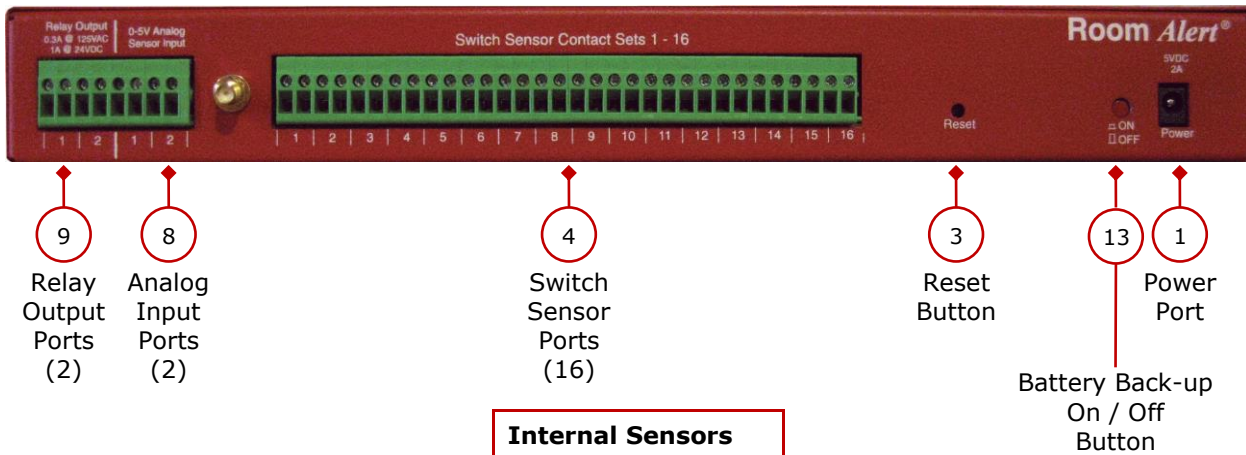 Relay Output
0.3A @ 125VAC
1A @ 24VDC
0-5V Analog
Sensor Input
Switch Sensor Contact Sets 1 - 16
Room Alert®
5VDC
2A
1 2 1 2
1 2 3 4 5 6 7 8 9 10 11 12 13 14 15 16
Reset
ON
OFF
Power
9
Relay
Output
Ports
(2)
8
Analog
Input
Ports
(2)
4
Switch
Sensor
Ports
(16)
3
Reset
Button
13
Battery Back-up
On / Off
Button
1
Power
Port
Internal Sensors